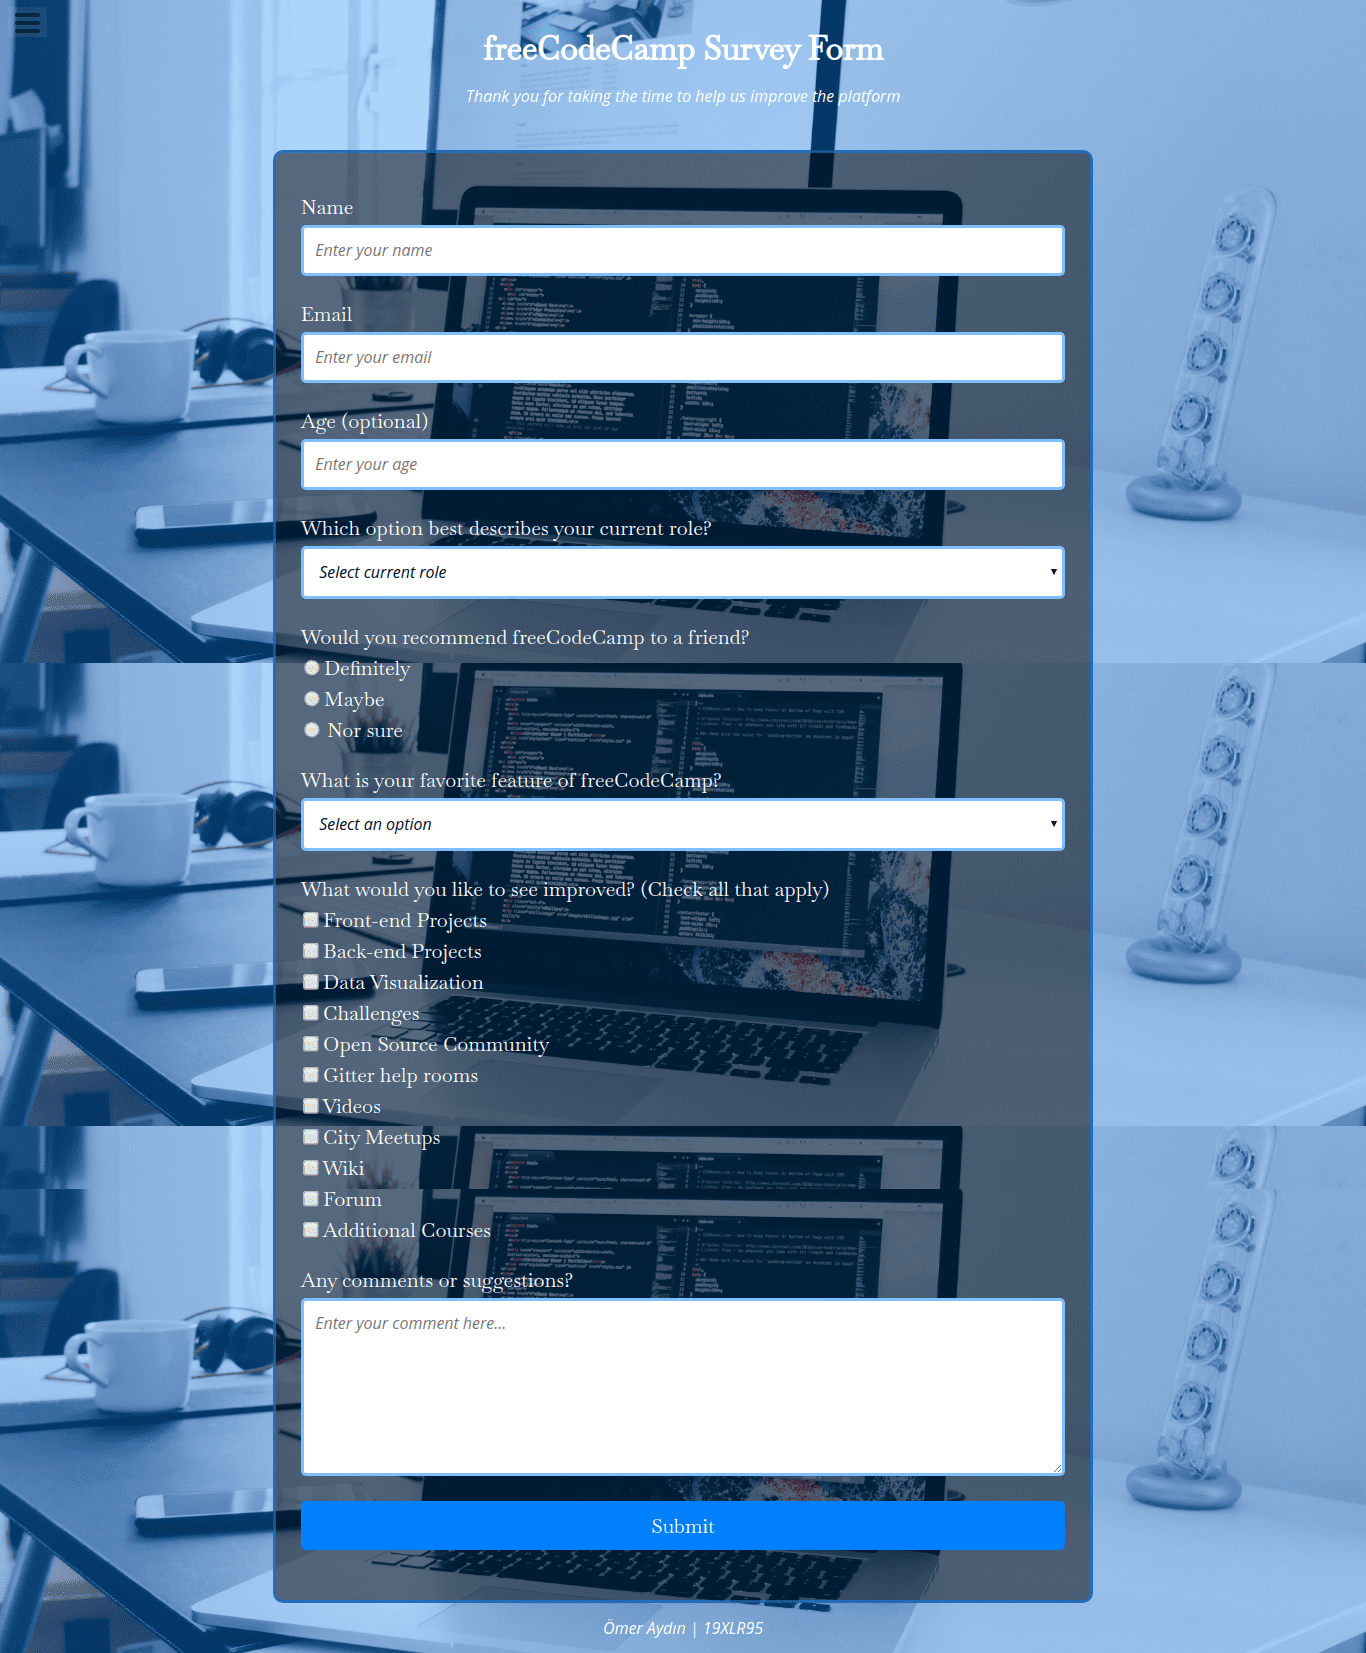 freeCodeCamp Survey Form
Thank you for taking the time to help us improve the platform
Name
Enter your name
Email
Enter your email
Age (optional)
Enter your age
Which option best describes your current role?
Select current role
Would you recommend freeCodeCamp to a friend?
Definitely
Maybe
Nor sure
What is your favorite feature of freeCodeCamp?
Select an option
What would you like to see improved? (Check all that apply)
Front-end Projects
Back-end Projects
Data Visualization
Challenges
Open Source Community
Gitter help rooms
Videos
City Meetups
Wiki
Forum
Additional Courses
Any comments or suggestions?
Enter your comment here...
Submit
Ömer Aydın | 19XLR95